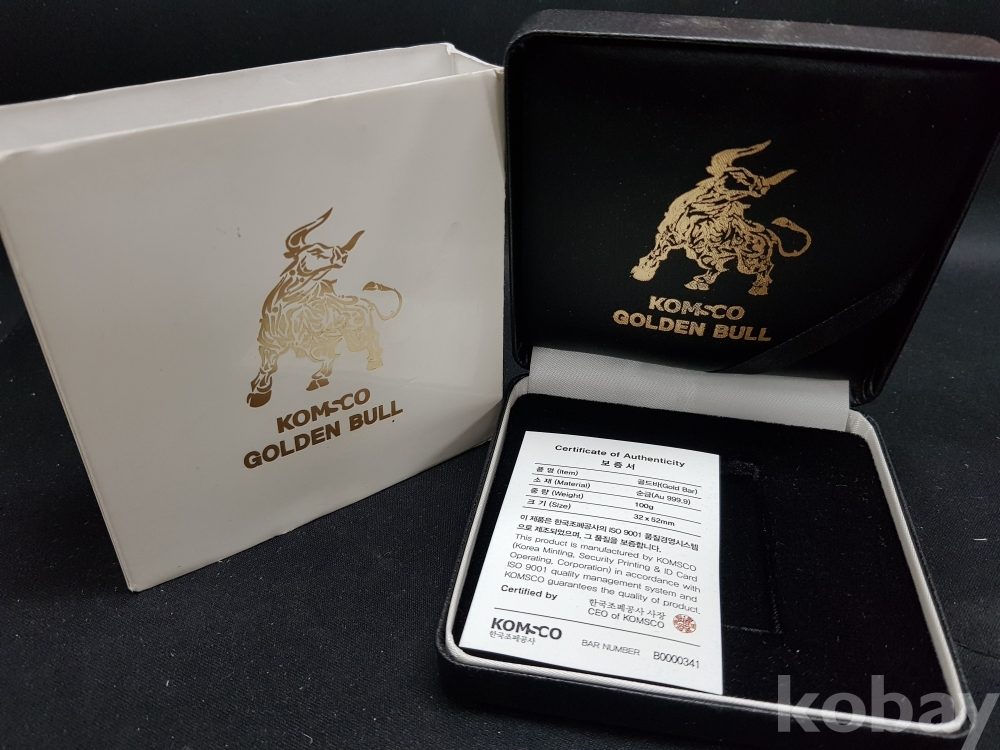 KOMSCO
GOLDEN BULL
KOMSCO
GOLDEN BULL
Certificate of Authenticity
보 증 서
품 명 (Item) 골드바(Gold Bar)
소 재 (Material) 순금(Au 999.9)
중 량 (Weight) 100g
크 기 (Size) 32 x 52mm
이 제품은 한국조폐공사의 ISO 9001 품질경영시스템
으로 제조되었으며, 그 품질을 보증합니다.
This product is manufactured by KOMSCO
(Korea Minting, Security Printing & ID Card
Operating, Corporation) in accordance with
ISO 9001 quality management system and
KOMSCO guarantees the quality of product.
Certified by 한국조폐공사 사장
CEO of KOMSCO
KOMSCO
한국조폐공사
BAR NUMBER B0000341
kobay